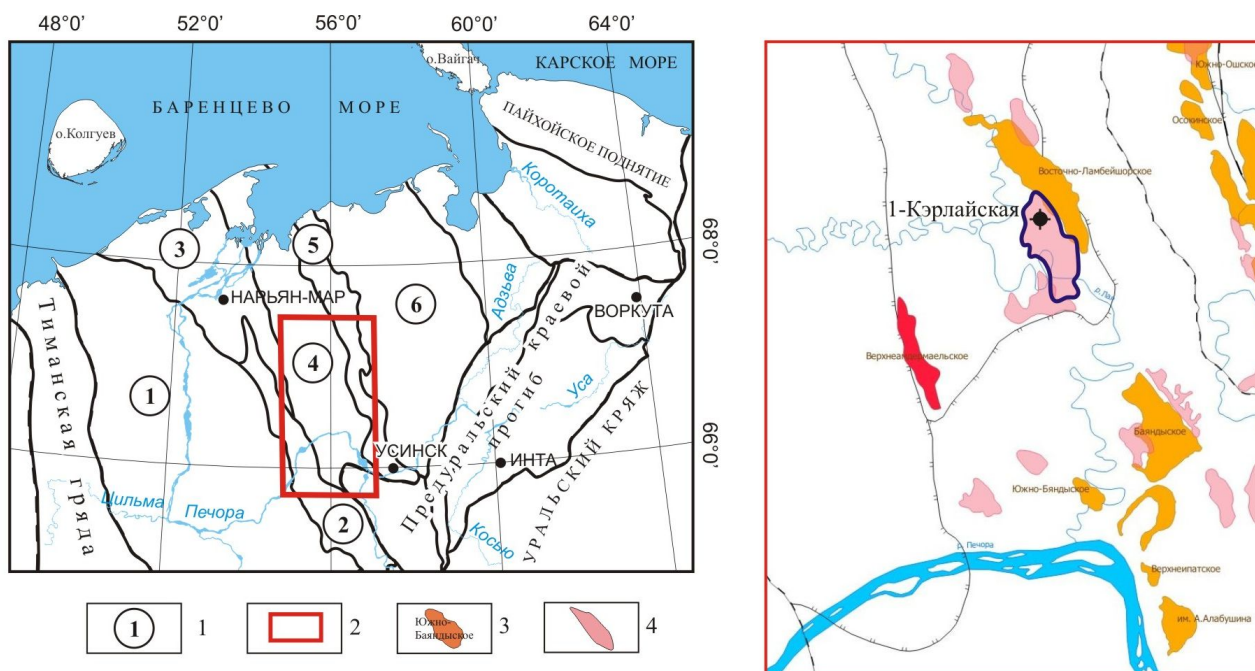 48°0' 52°0' 56°0' 60°0' 64°0'
о.Вайгач
КАРСКОЕ МОРЕ
БАРЕНЦЕВО МОРЕ
о.Колгуев
ПАЙХОЙСКОЕ ПОДНЯТИЕ
Коротаиха
68°0'
3
5
6
НАРЬЯН-МАР
Адзьва
ВОРКУТА
Тиманская гряда
1
4
Предуральский краевой прогиб
Уса
66°0'
УСИНСК
ИНТА
УРАЛЬСКИЙ КРЯЖ
Цильма
Печора
2
Косью
1 1
2
Южно-Баяндыское 3
4
Южно-Ошское
Осокинское
Восточно-Ламбейшорское
1-Кэрлайская
Баяндыское
Южно-Бяндыское
р. Печора
Верхнеипатское
им. А.Алабушина